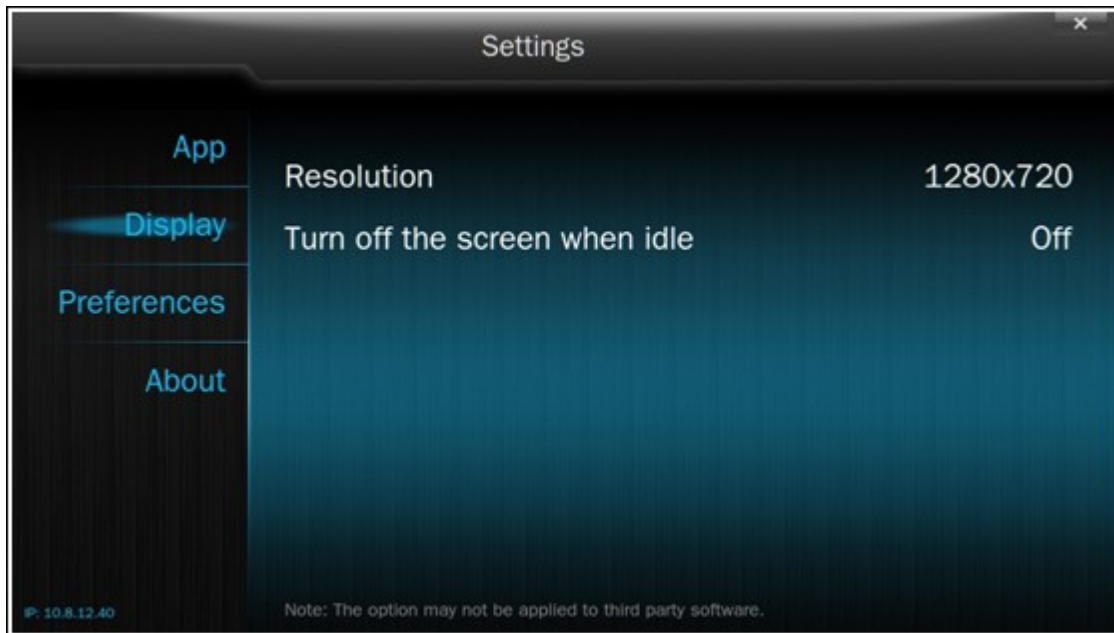 Settings
App
Display
Preferences
About
Resolution 1280x720
Turn off the screen when idle Off
IP: 10.8.12.40
Note: The option may not be applied to third party software.